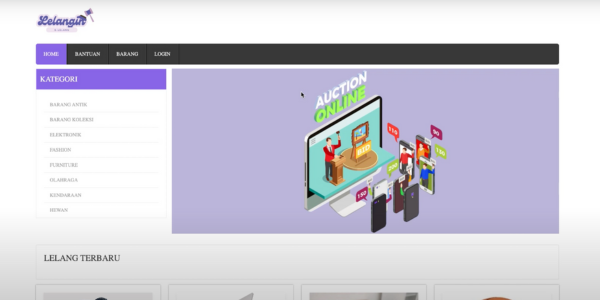 Lelangin
HOME BANTUAN BARANG LOGIN
KATEGORI
BARANG ANTIK
BARANG KOLEKSI
ELEKTRONIK
FASHION
FURNITURE
OLAHRAGA
KENDARAAN
HEWAN
AUCTION
ONLINE
BID
LELANG TERBARU